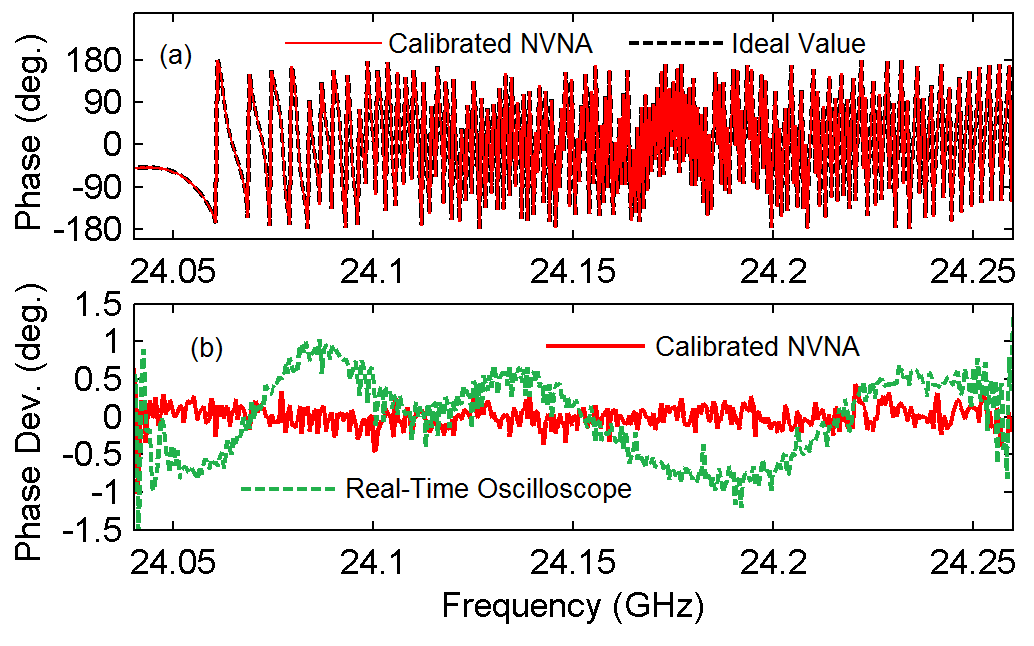 (a) Calibrated NVNA Ideal Value
Phase (deg.)
180
90
0
-90
-180
24.05 24.1 24.15 24.2 24.25
(b) Calibrated NVNA
Phase Dev. (deg.)
1.5
1
0.5
0
-0.5
-1
-1.5
Real-Time Oscilloscope
24.05 24.1 24.15 24.2 24.25
Frequency (GHz)